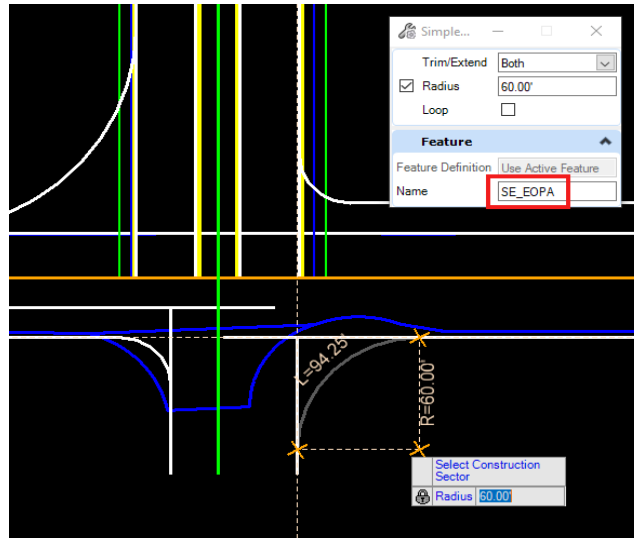 Simple...
Trim/Extend Both
Radius 60.00'
Loop
Feature
Feature Definition Use Active Feature
Name SE_EOPA
L=94.25'
R=60.00'
Select Construction
Sector
Radius 60.00'